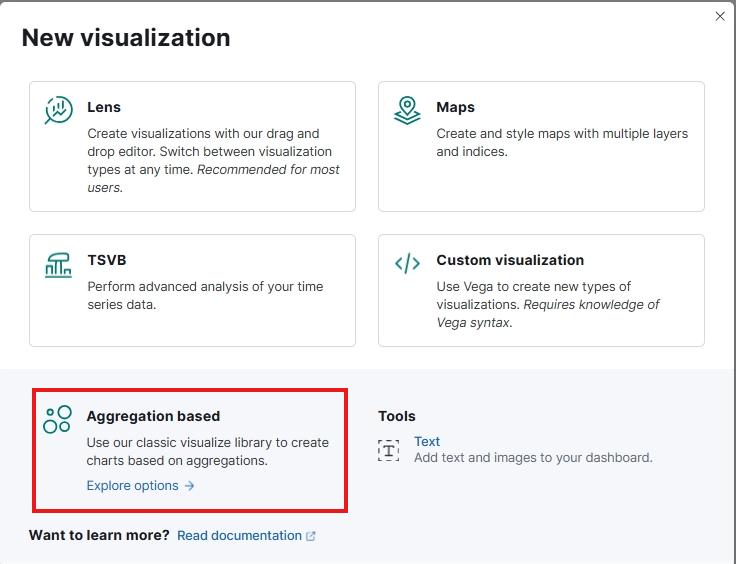 New visualization
Lens
Create visualizations with our drag and
drop editor. Switch between visualization
types at any time. Recommended for most
users.
Maps
Create and style maps with multiple layers
and indices.
TSVB
Perform advanced analysis of your time
series data.
Custom visualization
Use Vega to create new types of
visualizations. Requires knowledge of
Vega syntax.
Aggregation based
Use our classic visualize library to create
charts based on aggregations.
Explore options →
Tools
Text
Add text and images to your dashboard.
Want to learn more? Read documentation